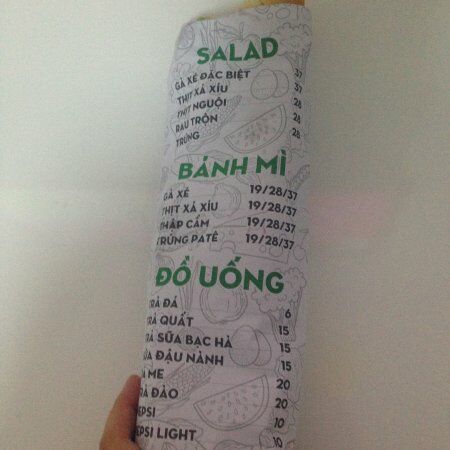 SALAD
GÀ XÉ ĐẶC BIỆT 37
THỊT XÁ XÍU 37
THỊT NGUỘI 28
RAU TRỘN 28
TRỨNG 28
BÁNH MÌ
GÀ XÉ 19/28/37
THỊT XÁ XÍU 19/28/37
THẬP CẨM 19/28/37
TRỨNG PATÊ 19/28/37
ĐỒ UỐNG
TRÀ ĐÁ 6
TRÀ QUẤT 15
TRÀ SỮA BẠC HÀ 15
SỮA ĐẬU NÀNH 15
ME 20
TRÀ ĐÀO 20
PEPSI 10
PEPSI LIGHT 10